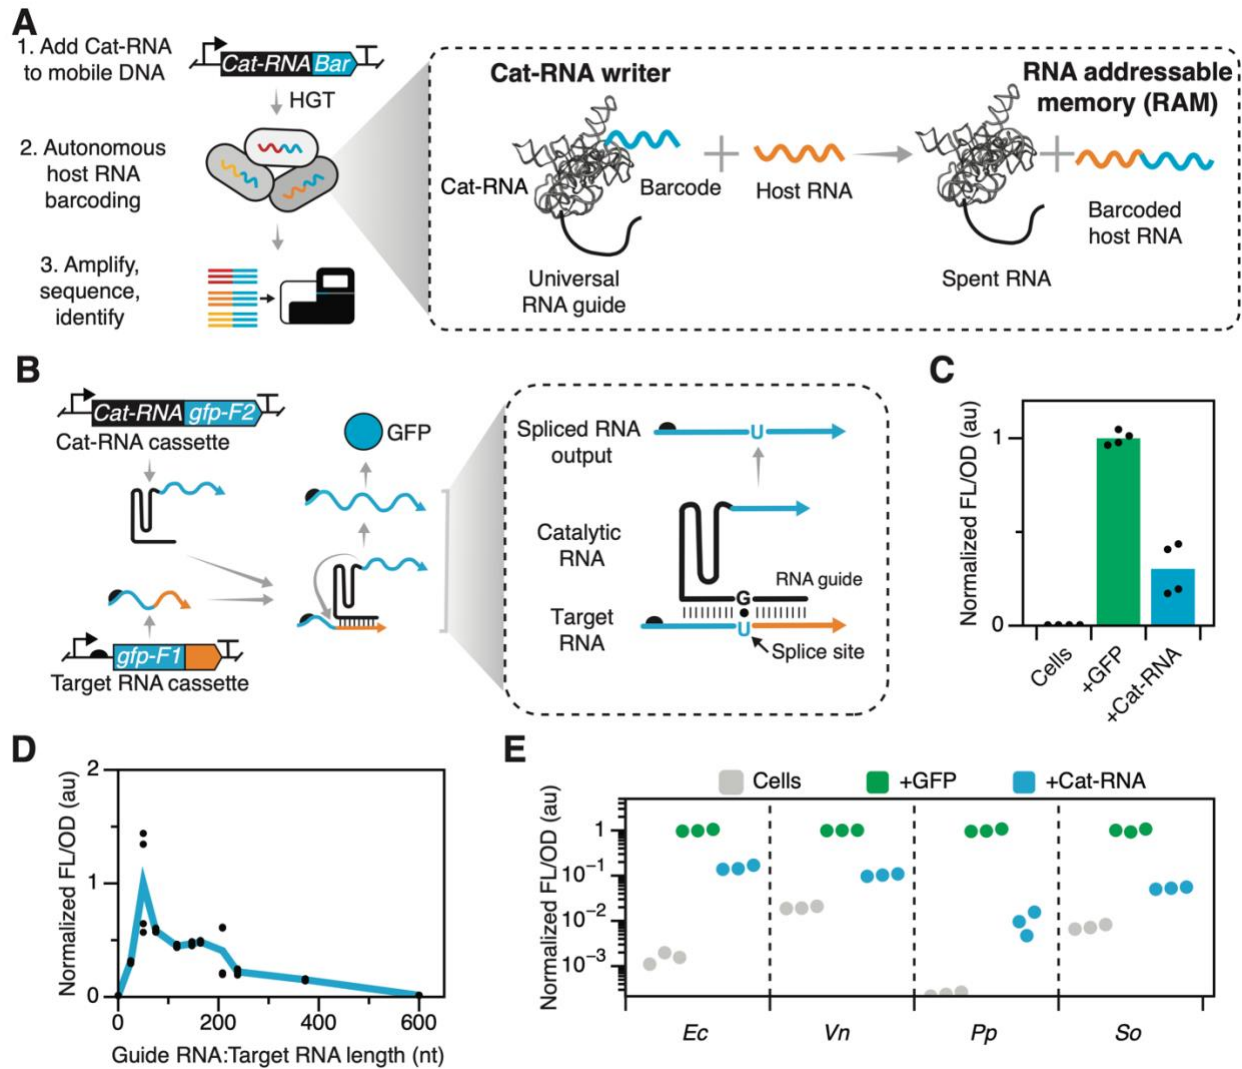 A
1. Add Cat-RNA
to mobile DNA
Cat-RNA Bar
HGT
2. Autonomous
host RNA
barcoding
3. Amplify,
sequence,
identify
Cat-RNA writer
RNA addressable
memory (RAM)
Cat-RNA
Barcode
Host RNA
Barcoded
host RNA
Universal
RNA guide
Spent RNA
B
Cat-RNA gfp-F2
Cat-RNA cassette
GFP
gfp-F1
Target RNA cassette
Spliced RNA
output
U
Catalytic
RNA
RNA guide
G
Target
RNA
U
Splice site
C
Normalized FL/OD (au)
1
0
Cells
+GFP
+Cat-RNA
D
Normalized FL/OD (au)
2
1
0
0 200 400 600
Guide RNA:Target RNA length (nt)
E
Cells +GFP +Cat-RNA
Normalized FL/OD (au)
1
10⁻¹
10⁻²
10⁻³
Ec Vn Pp So